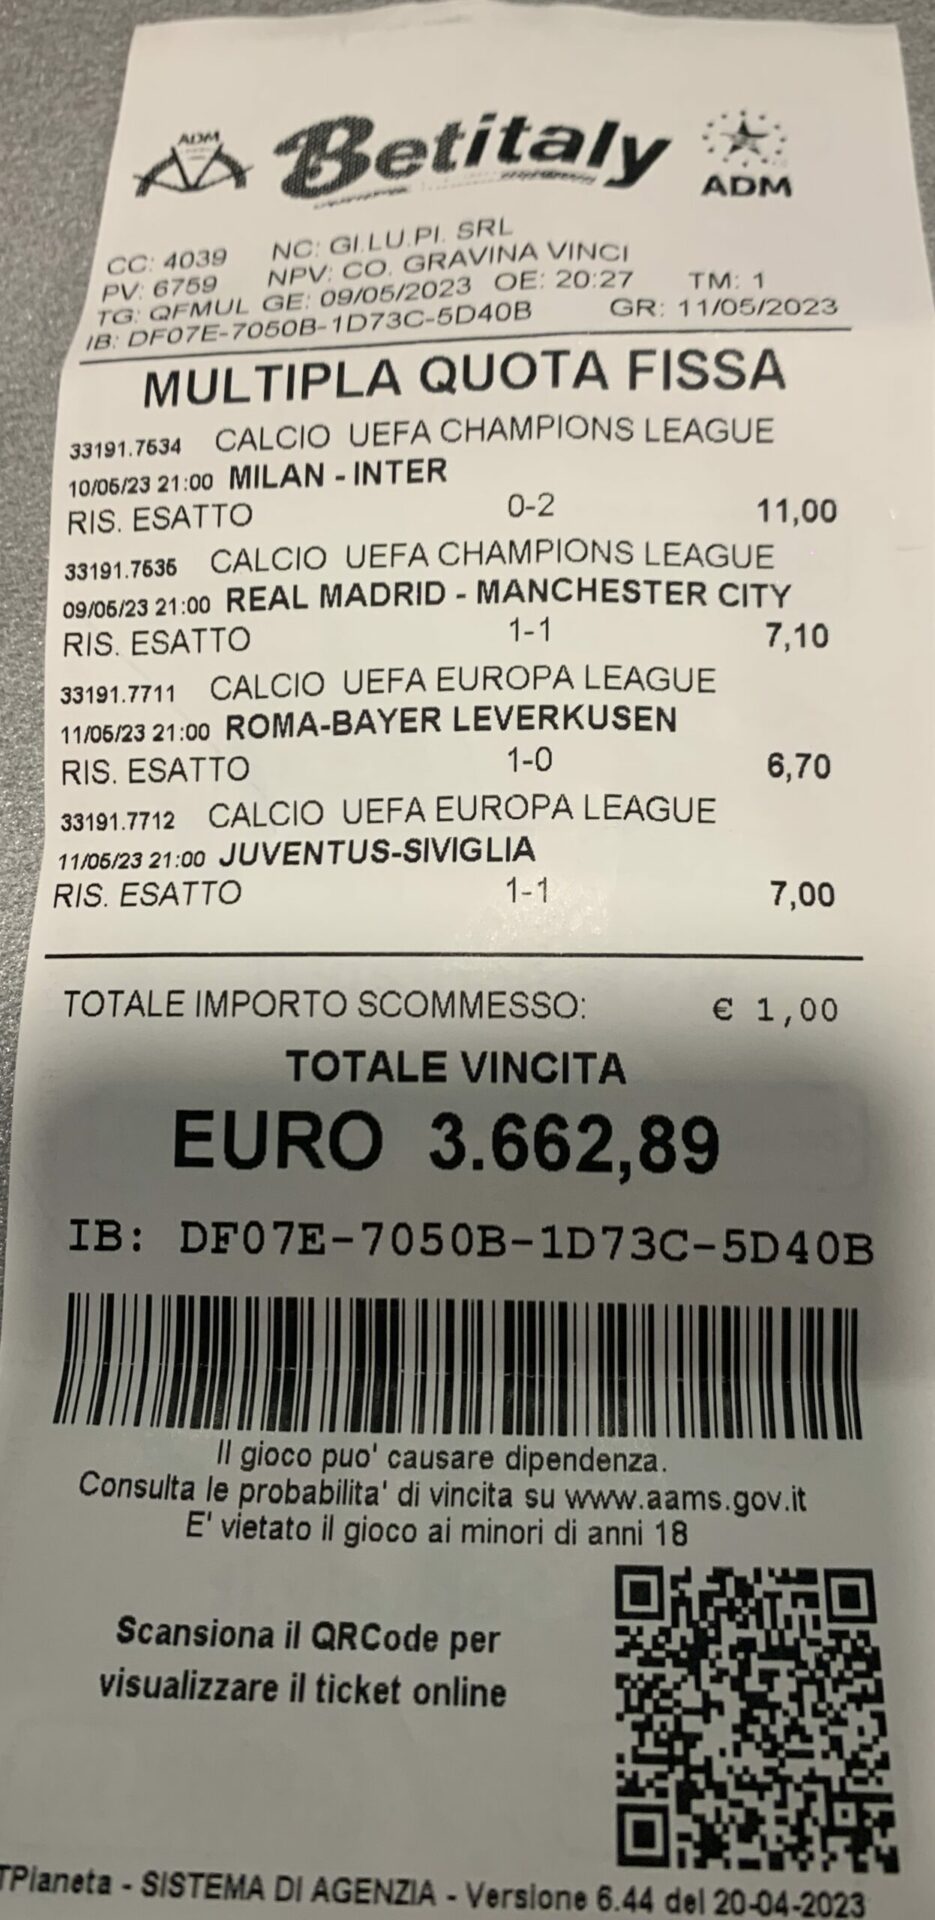 ADM
Betitaly
ADM
CC: 4039 NC: GI.LU.PI. SRL
PV: 6759 NPV: CO. GRAVINA VINCI
TG: QFMUL GE: 09/05/2023 OE: 20:27 TM: 1
IB: DF07E-7050B-1D73C-5D40B GR: 11/05/2023
MULTIPLA QUOTA FISSA
33191.7534 CALCIO UEFA CHAMPIONS LEAGUE
10/05/23 21:00 MILAN - INTER
RIS. ESATTO 0-2 11,00
33191.7535 CALCIO UEFA CHAMPIONS LEAGUE
09/05/23 21:00 REAL MADRID - MANCHESTER CITY
RIS. ESATTO 1-1 7,10
33191.7711 CALCIO UEFA EUROPA LEAGUE
11/05/23 21:00 ROMA-BAYER LEVERKUSEN
RIS. ESATTO 1-0 6,70
33191.7712 CALCIO UEFA EUROPA LEAGUE
11/05/23 21:00 JUVENTUS-SIVIGLIA
RIS. ESATTO 1-1 7,00
TOTALE IMPORTO SCOMMESSO: € 1,00
TOTALE VINCITA
EURO 3.662,89
IB: DF07E-7050B-1D73C-5D40B
Il gioco puo' causare dipendenza.
Consulta le probabilita' di vincita su www.aams.gov.it
E' vietato il gioco ai minori di anni 18
Scansiona il QRCode per
visualizzare il ticket online
TPlaneta - SISTEMA DI AGENZIA - Versione 6.44 del 20-04-2023